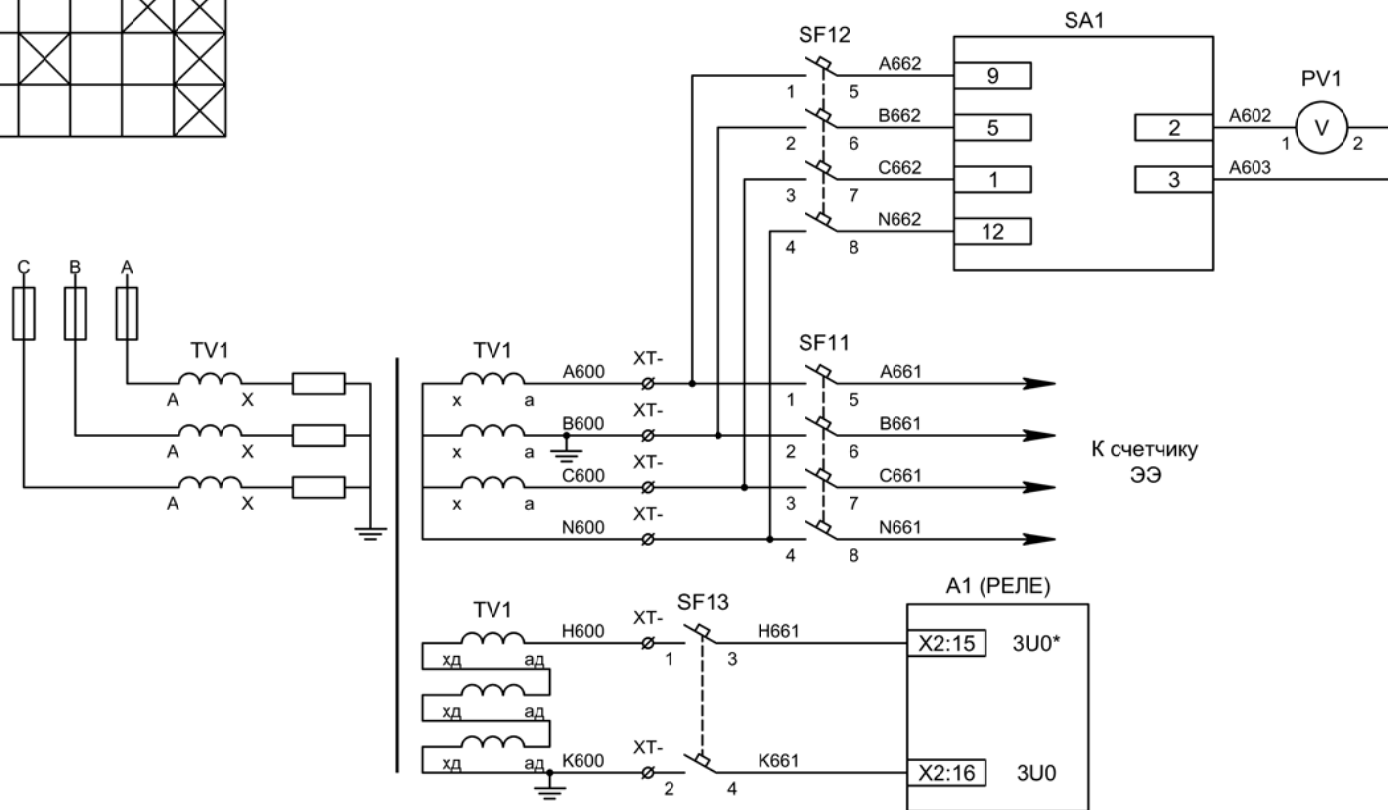 SA1
SF12
A662
9
1
5
PV1
B662
5
2
A602
V
2
6
1
2
C662
1
3
A603
3
7
N662
12
4
8
C
B
A
TV1
TV1
A600
XT-
SF11
A661
A
X
x
a
1
5
B600
XT-
B661
A
X
x
a
2
6
К счетчику
ЭЭ
C600
XT-
C661
A
X
x
a
3
7
N600
XT-
N661
4
8
A1 (РЕЛЕ)
TV1
H600
XT-
SF13
H661
X2:15
3U0*
хд
ад
1
3
хд
ад
K600
XT-
K661
X2:16
3U0
хд
ад
2
4